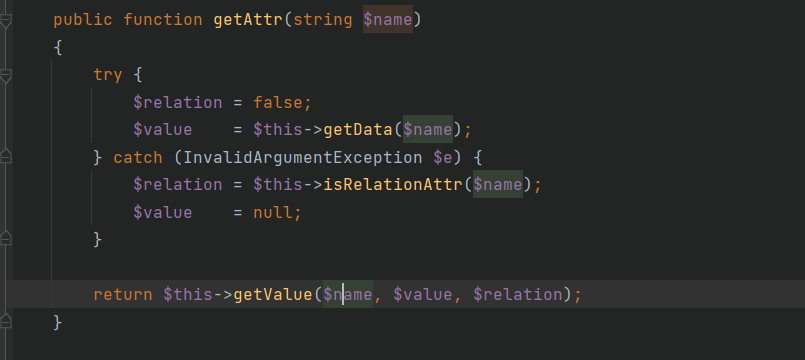 public function getAttr(string $name)
{
    try {
        $relation = false;
        $value    = $this->getData($name);
    } catch (InvalidArgumentException $e) {
        $relation = $this->isRelationAttr($name);
        $value    = null;
    }
    return $this->getValue($name, $value, $relation);
}